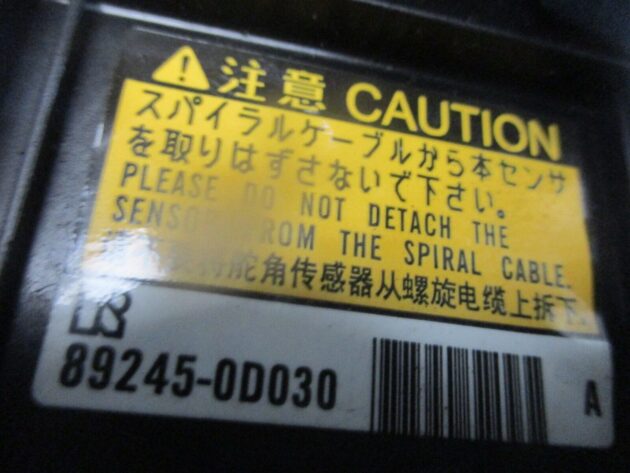 注意 CAUTION
スパイラルケーブルから本センサ
を取りはずさないで下さい。
PLEASE DO NOT DETACH THE
SENSOR FROM THE SPIRAL CABLE.
舵角传感器从螺旋电缆上拆下.
89245-0D030 A